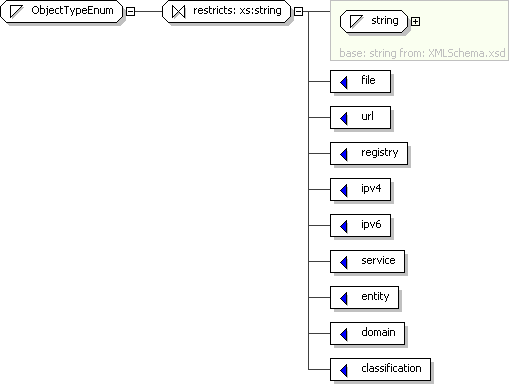 ObjectTypeEnum
restricts: xs:string
string
base: string from: XMLSchema.xsd
file
url
registry
ipv4
ipv6
service
entity
domain
classification